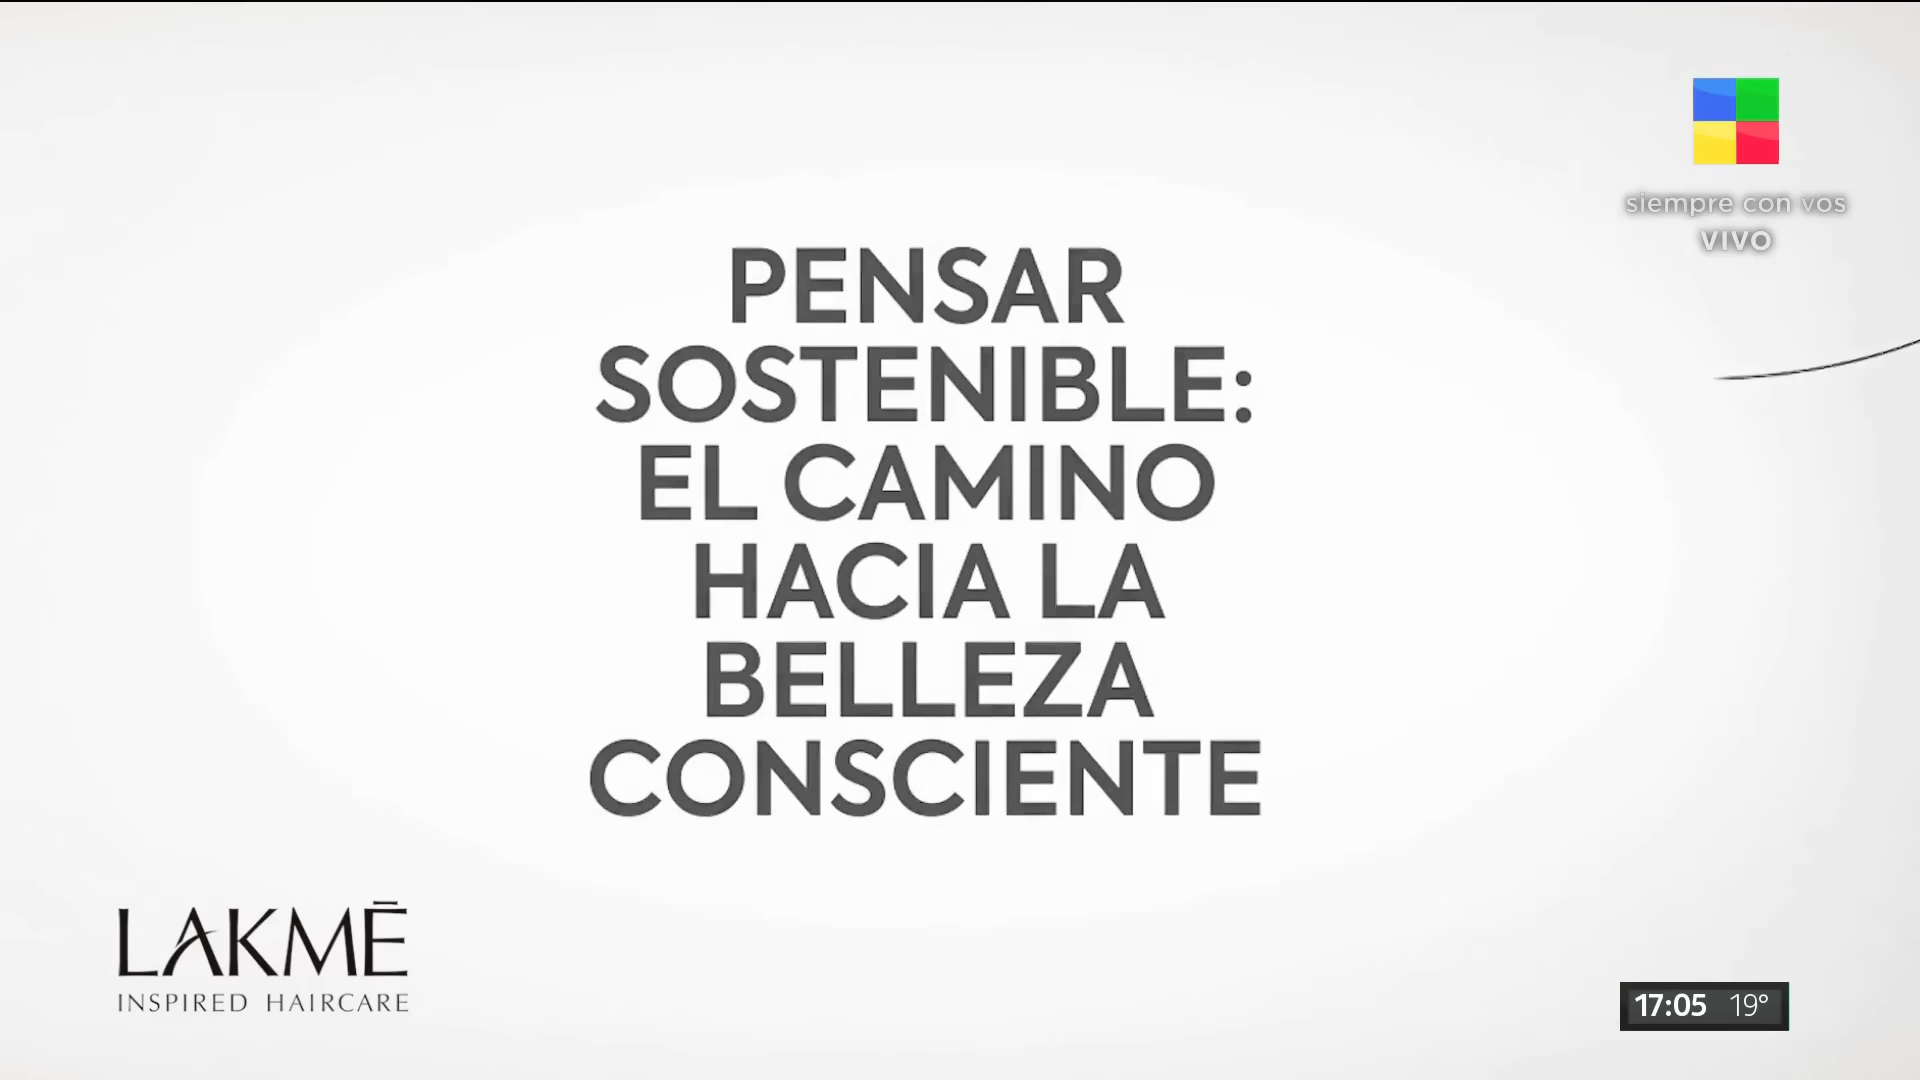 siempre con vos
VIVO
PENSAR
SOSTENIBLE:
EL CAMINO
HACIA LA
BELLEZA
CONSCIENTE
LAKMĒ
INSPIRED HAIRCARE
17:05 19°